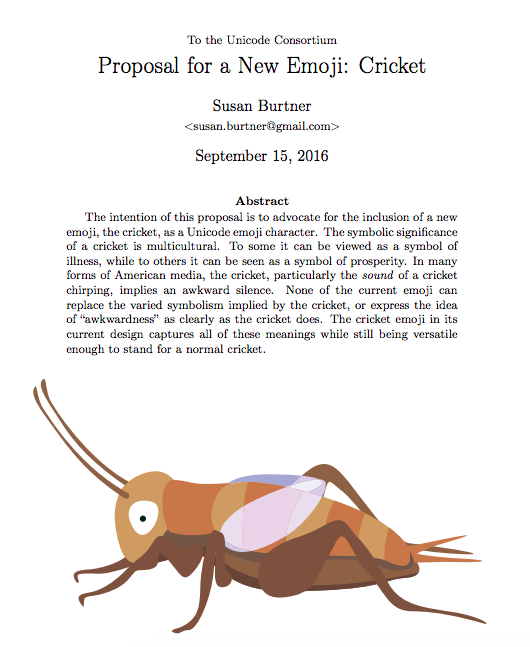 To the Unicode Consortium
Proposal for a New Emoji: Cricket
Susan Burtner
<susan.burtner@gmail.com>
September 15, 2016
Abstract
The intention of this proposal is to advocate for the inclusion of a new
emoji, the cricket, as a Unicode emoji character. The symbolic significance
of a cricket is multicultural. To some it can be viewed as a symbol of
illness, while to others it can be seen as a symbol of prosperity. In many
forms of American media, the cricket, particularly the sound of a cricket
chirping, implies an awkward silence. None of the current emoji can
replace the varied symbolism implied by the cricket, or express the idea
of “awkwardness” as clearly as the cricket does. The cricket emoji in its
current design captures all of these meanings while still being versatile
enough to stand for a normal cricket.